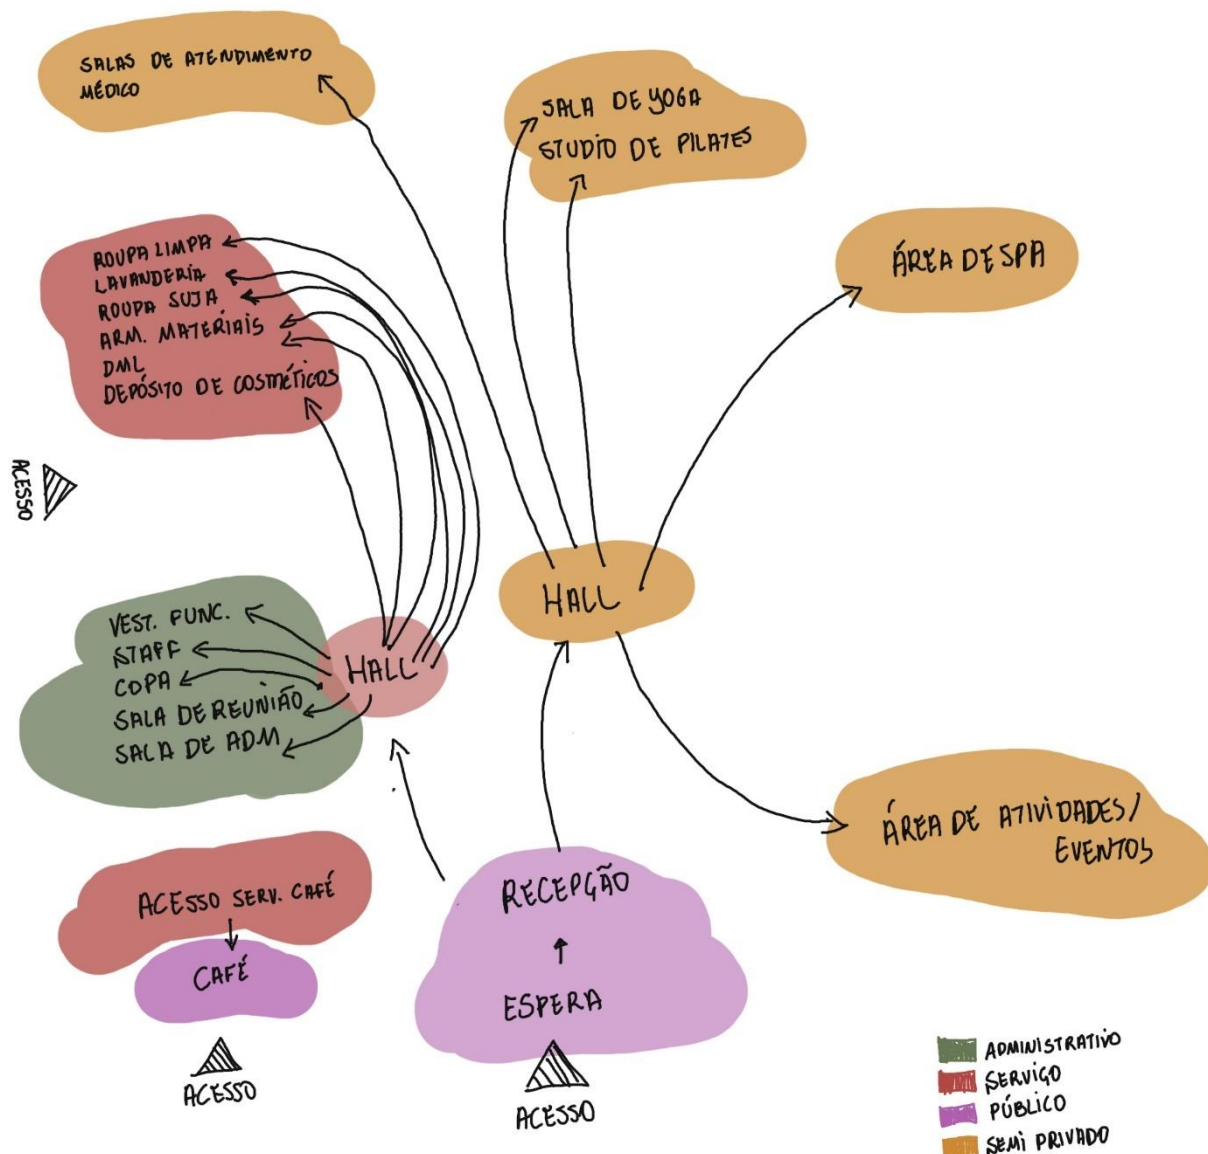 SALAS DE ATENDIMENTO
MÉDICO
SALA DE YOGA
STUDIO DE PILATES
ROUPA LIMPA
LAVANDERIA
ROUPA SUJA
ARM. MATERIAIS
DML
DEPÓSITO DE COSMÉTICOS
ÁREA DE SPA
ACESSO
HALL
VEST. FUNC.
STAFF
COPA
SALA DE REUNIÃO
SALA DE ADM
HALL
ÁREA DE ATIVIDADES/
EVENTOS
ACESSO SERV. CAFÉ
CAFÉ
ACESSO
RECEPÇÃO
ESPERA
ACESSO
ADMINISTRATIVO
SERVIÇO
PÚBLICO
SEMI PRIVADO